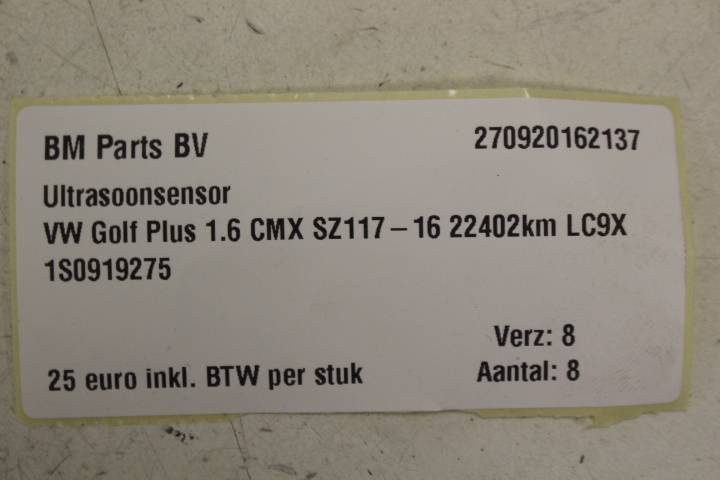 BM Parts BV 270920162137
Ultrasoonsensor
VW Golf Plus 1.6 CMX SZ117 – 16 22402km LC9X
1S0919275
Verz: 8
25 euro inkl. BTW per stuk Aantal: 8